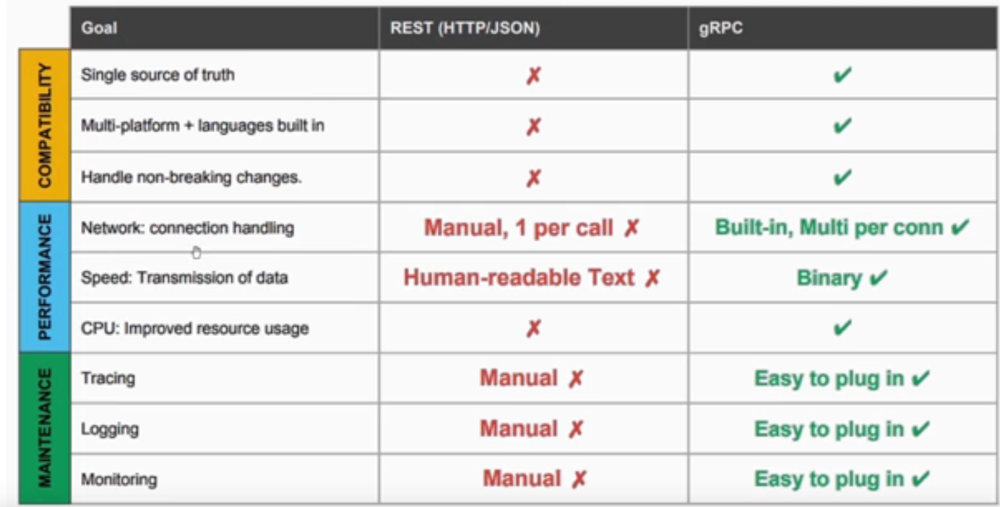 Goal REST (HTTP/JSON) gRPC
COMPATIBILITY
Single source of truth ✗ ✔
Multi-platform + languages built in ✗ ✔
Handle non-breaking changes. ✗ ✔
PERFORMANCE
Network: connection handling Manual, 1 per call ✗ Built-in, Multi per conn ✔
Speed: Transmission of data Human-readable Text ✗ Binary ✔
CPU: Improved resource usage ✗ ✔
MAINTENANCE
Tracing Manual ✗ Easy to plug in ✔
Logging Manual ✗ Easy to plug in ✔
Monitoring Manual ✗ Easy to plug in ✔